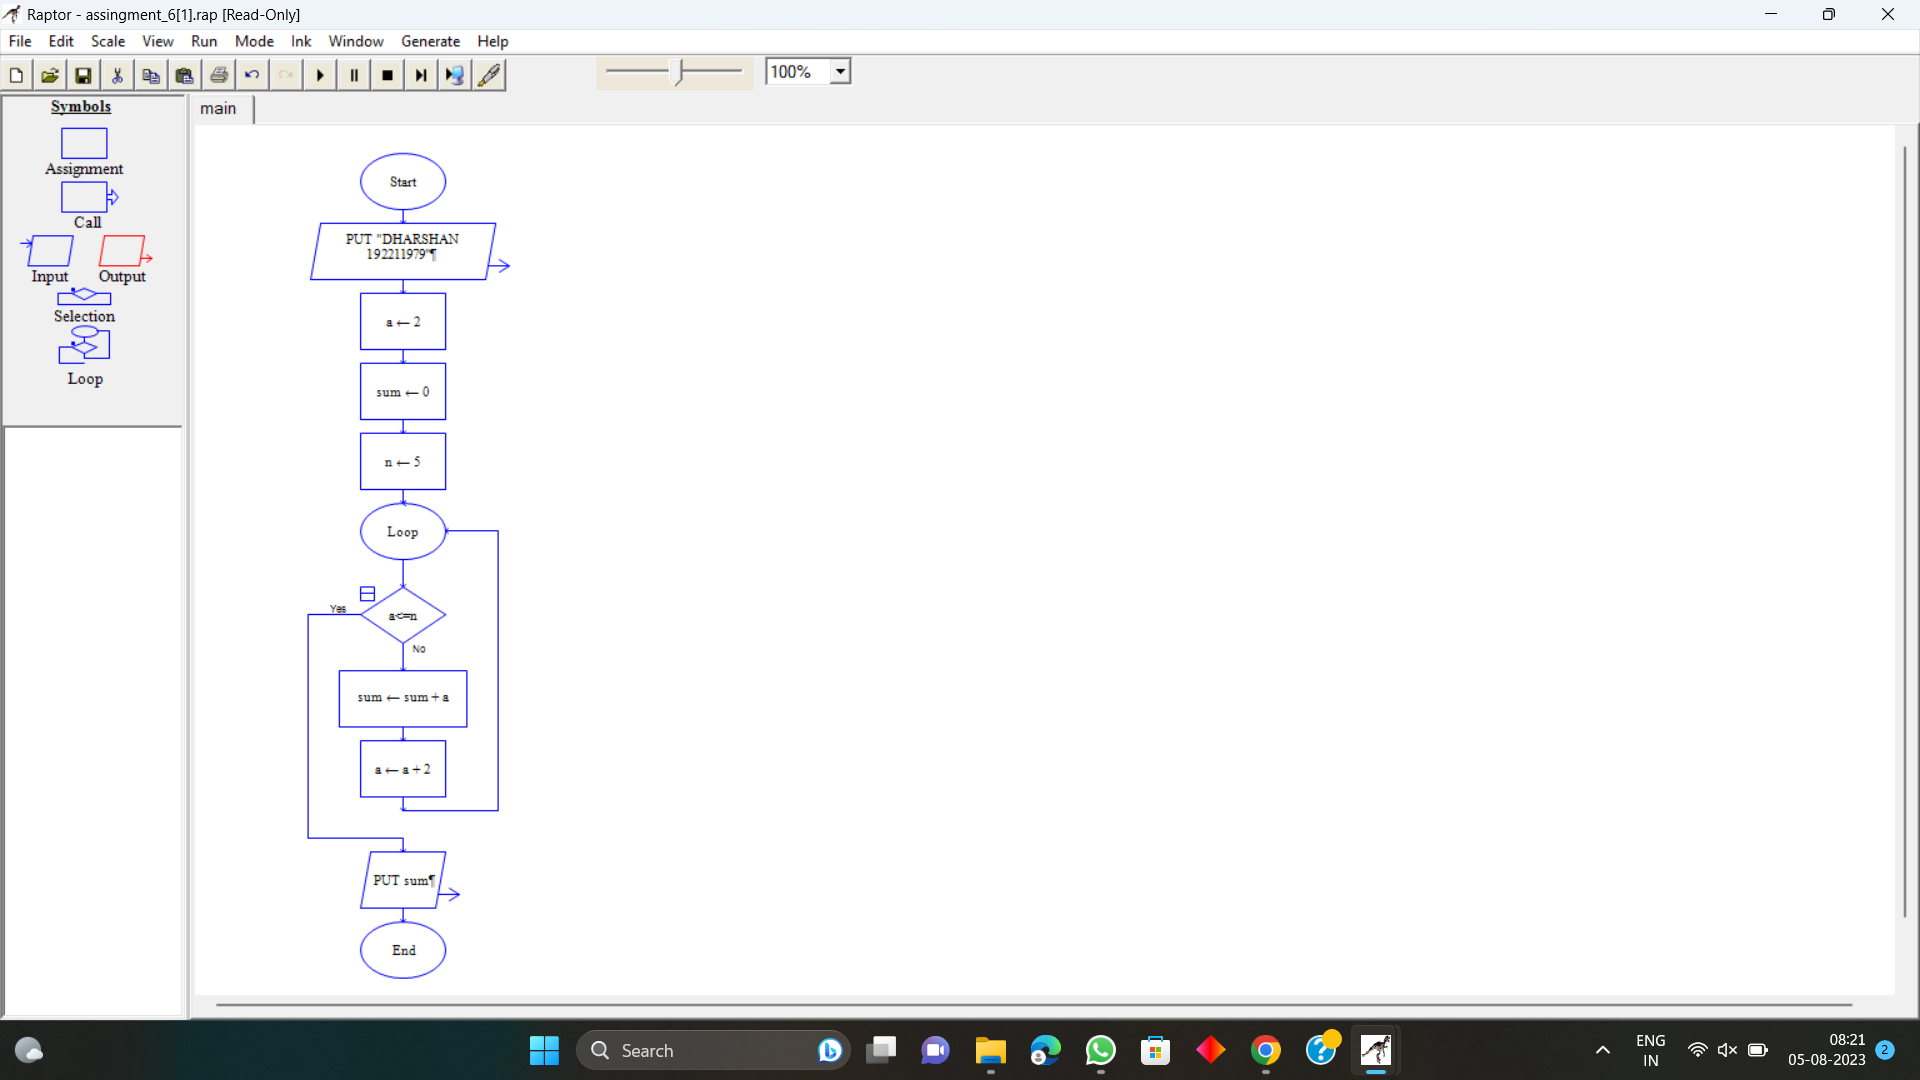 Raptor - assingment_6[1].rap [Read-Only]
File Edit Scale View Run Mode Ink Window Generate Help
100%
Symbols
main
Assignment
Call
Input Output
Selection
Loop
Start
PUT "DHARSHAN
192211979"¶
a ← 2
sum ← 0
n ← 5
Loop
Yes
a<=n
No
sum ← sum + a
a ← a + 2
PUT sum¶
End
Search
ENG
IN
08:21
05-08-2023
2